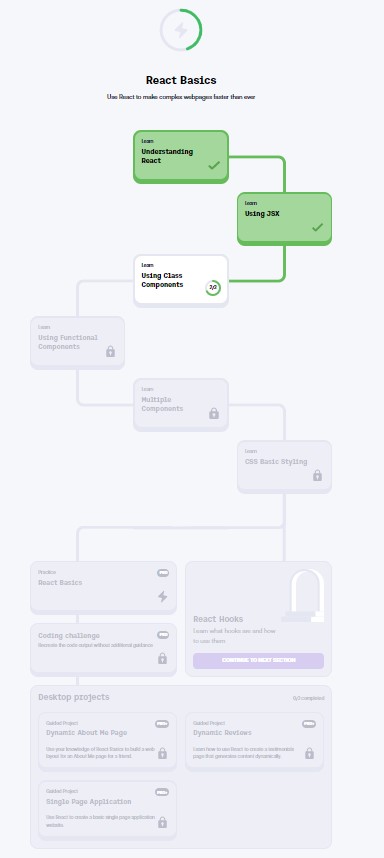 React Basics
Use React to make complex webpages faster than ever
Learn
Understanding
React
Learn
Using JSX
Learn
Using Class
Components
2/3
Learn
Using Functional
Components
Learn
Multiple
Components
Learn
CSS Basic Styling
Practice
React Basics
Coding challenge
Recreate the code output without additional guidance
React Hooks
Learn what hooks are and how
to use them
CONTINUE TO NEXT SECTION
Desktop projects
0/3 completed
Guided Project
Dynamic About Me Page
Use your knowledge of React Basics to build a web
layout for an About Me page for a friend.
Guided Project
Dynamic Reviews
Learn how to use React to create a testimonials
page that generates content dynamically.
Guided Project
Single Page Application
Use React to create a basic single page application
website.